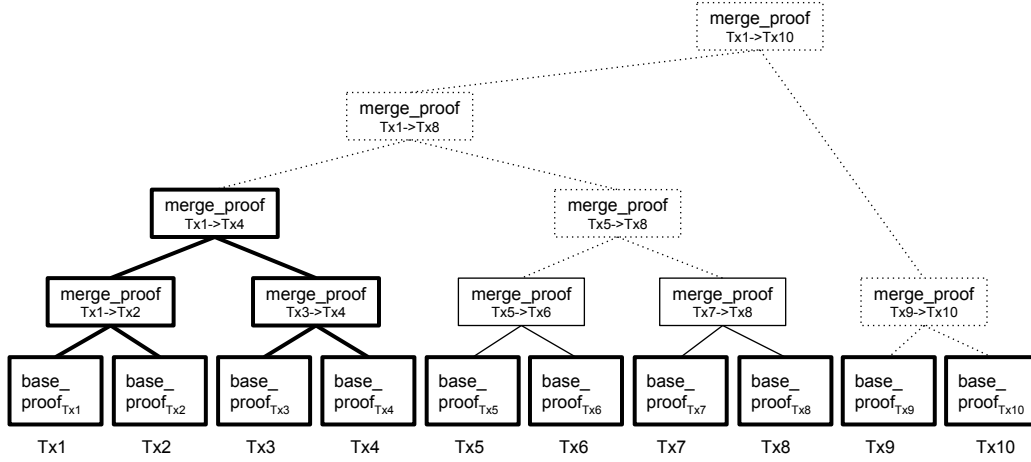 merge_proof
Tx1->Tx10
merge_proof
Tx1->Tx8
merge_proof
Tx1->Tx4
merge_proof
Tx5->Tx8
merge_proof
Tx1->Tx2
merge_proof
Tx3->Tx4
merge_proof
Tx5->Tx6
merge_proof
Tx7->Tx8
merge_proof
Tx9->Tx10
base_
proofTx1
base_
proofTx2
base_
proofTx3
base_
proofTx4
base_
proofTx5
base_
proofTx6
base_
proofTx7
base_
proofTx8
base_
proofTx9
base_
proofTx10
Tx1 Tx2 Tx3 Tx4 Tx5 Tx6 Tx7 Tx8 Tx9 Tx10